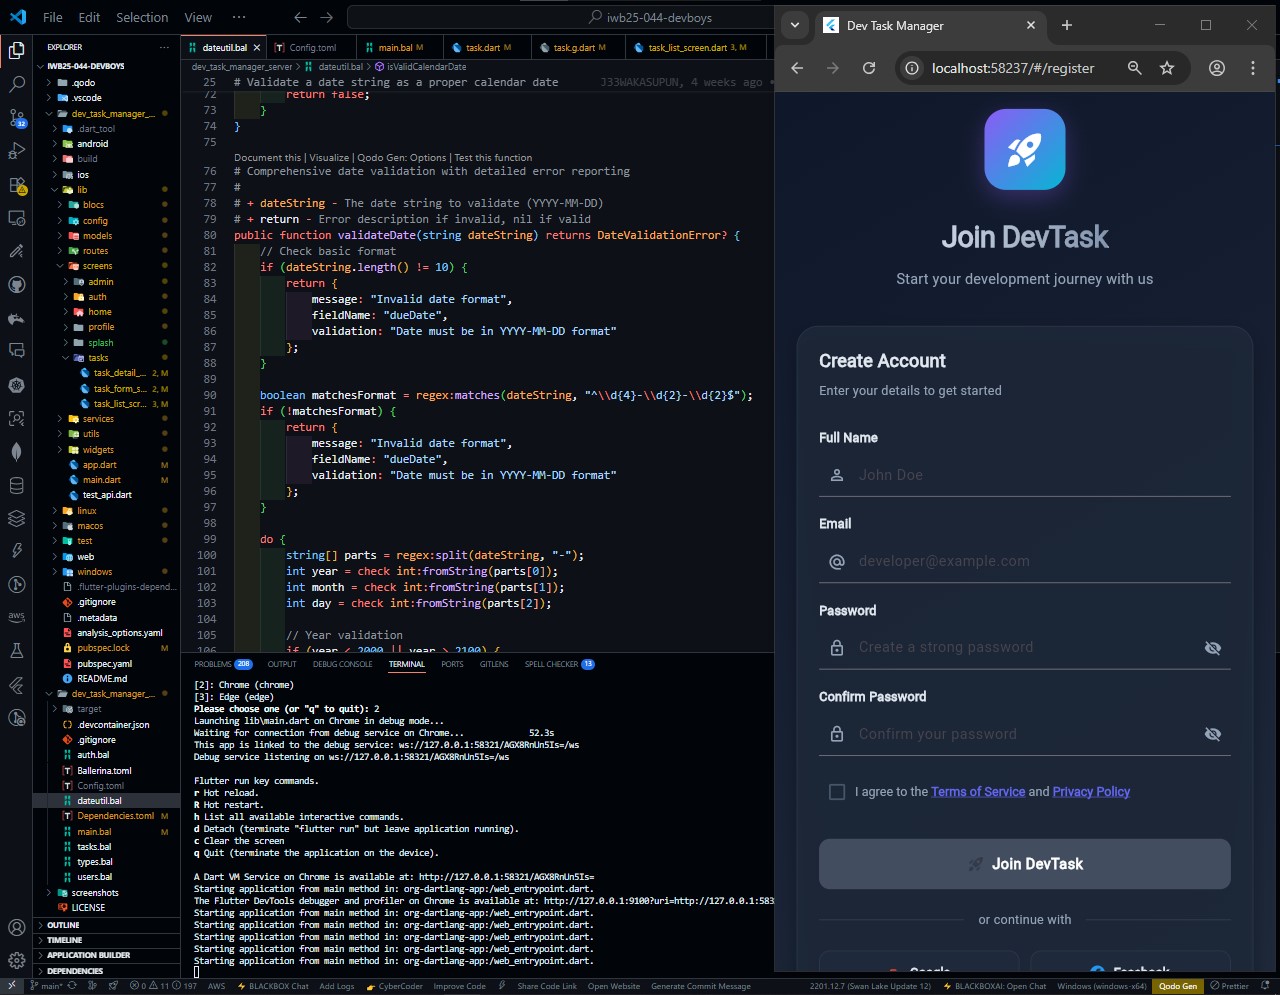 File Edit Selection View ···
iwb25-044-devboys
EXPLORER
IWB25-044-DEVBOYS
.qodo
.vscode
dev_task_manager_...
.dart_tool
android
build
ios
lib
blocs
config
models
routes
screens
admin
auth
home
profile
splash
tasks
task_detail_... 2, M
task_form_s... 2, M
task_list_scr... 3, M
services
utils
widgets
app.dart M
main.dart M
test_api.dart
linux
macos
test
web
windows
.flutter-plugins-depend...
.gitignore
.metadata
analysis_options.yaml
pubspec.lock M
pubspec.yaml
README.md
dev_task_manager_...
target
.devcontainer.json
.gitignore
auth.bal
Ballerina.toml
Config.toml
dateutil.bal
Dependencies.toml M
main.bal M
tasks.bal
types.bal
users.bal
screenshots
LICENSE
OUTLINE
TIMELINE
APPLICATION BUILDER
DEPENDENCIES
32
aws
dateutil.bal Config.toml main.bal M task.dart M task.g.dart M task_list_screen.dart 3, M
dev_task_manager_server > dateutil.bal > isValidCalendarDate
25 # Validate a date string as a proper calendar date J33WAKASUPUN, 4 weeks ago
72 return false;
73 }
74 }
75
Document this | Visualize | Qodo Gen: Options | Test this function
76 # Comprehensive date validation with detailed error reporting
77 #
78 # + dateString - The date string to validate (YYYY-MM-DD)
79 # + return - Error description if invalid, nil if valid
80 public function validateDate(string dateString) returns DateValidationError? {
81 // Check basic format
82 if (dateString.length() != 10) {
83 return {
84 message: "Invalid date format",
85 fieldName: "dueDate",
86 validation: "Date must be in YYYY-MM-DD format"
87 };
88 }
89
90 boolean matchesFormat = regex:matches(dateString, "^\\d{4}-\\d{2}-\\d{2}$");
91 if (!matchesFormat) {
92 return {
93 message: "Invalid date format",
94 fieldName: "dueDate",
95 validation: "Date must be in YYYY-MM-DD format"
96 };
97 }
98
99 do {
100 string[] parts = regex:split(dateString, "-");
101 int year = check int:fromString(parts[0]);
102 int month = check int:fromString(parts[1]);
103 int day = check int:fromString(parts[2]);
104
105 // Year validation
106 if (year < 2000 || year > 2100) {
PROBLEMS 208 OUTPUT DEBUG CONSOLE TERMINAL PORTS GITLENS SPELL CHECKER 13
[2]: Chrome (chrome)
[3]: Edge (edge)
Please choose one (or "q" to quit): 2
Launching lib\main.dart on Chrome in debug mode...
Waiting for connection from debug service on Chrome... 52.3s
This app is linked to the debug service: ws://127.0.0.1:58321/AGX8RnUn5Is=/ws
Debug service listening on ws://127.0.0.1:58321/AGX8RnUn5Is=/ws
Flutter run key commands.
r Hot reload.
R Hot restart.
h List all available interactive commands.
d Detach (terminate "flutter run" but leave application running).
c Clear the screen
q Quit (terminate the application on the device).
A Dart VM Service on Chrome is available at: http://127.0.0.1:58321/AGX8RnUn5Is=
Starting application from main method in: org-dartlang-app:/web_entrypoint.dart.
The Flutter DevTools debugger and profiler on Chrome is available at: http://127.0.0.1:9100?uri=http://127.0.0.1:583
Starting application from main method in: org-dartlang-app:/web_entrypoint.dart.
Starting application from main method in: org-dartlang-app:/web_entrypoint.dart.
Starting application from main method in: org-dartlang-app:/web_entrypoint.dart.
Starting application from main method in: org-dartlang-app:/web_entrypoint.dart.
Starting application from main method in: org-dartlang-app:/web_entrypoint.dart.
main* 0 11 197 AWS BLACKBOX Chat Add Logs CyberCoder Improve Code Share Code Link Open Website Generate Commit Message 2201.12.7 (Swan Lake Update 12) BLACKBOXAI: Open Chat Windows (windows-x64) Qodo Gen Prettier
Dev Task Manager
localhost:58237/#/register
Join DevTask
Start your development journey with us
Create Account
Enter your details to get started
Full Name
John Doe
Email
developer@example.com
Password
Create a strong password
Confirm Password
Confirm your password
I agree to the Terms of Service and Privacy Policy
Join DevTask
or continue with
Google Facebook